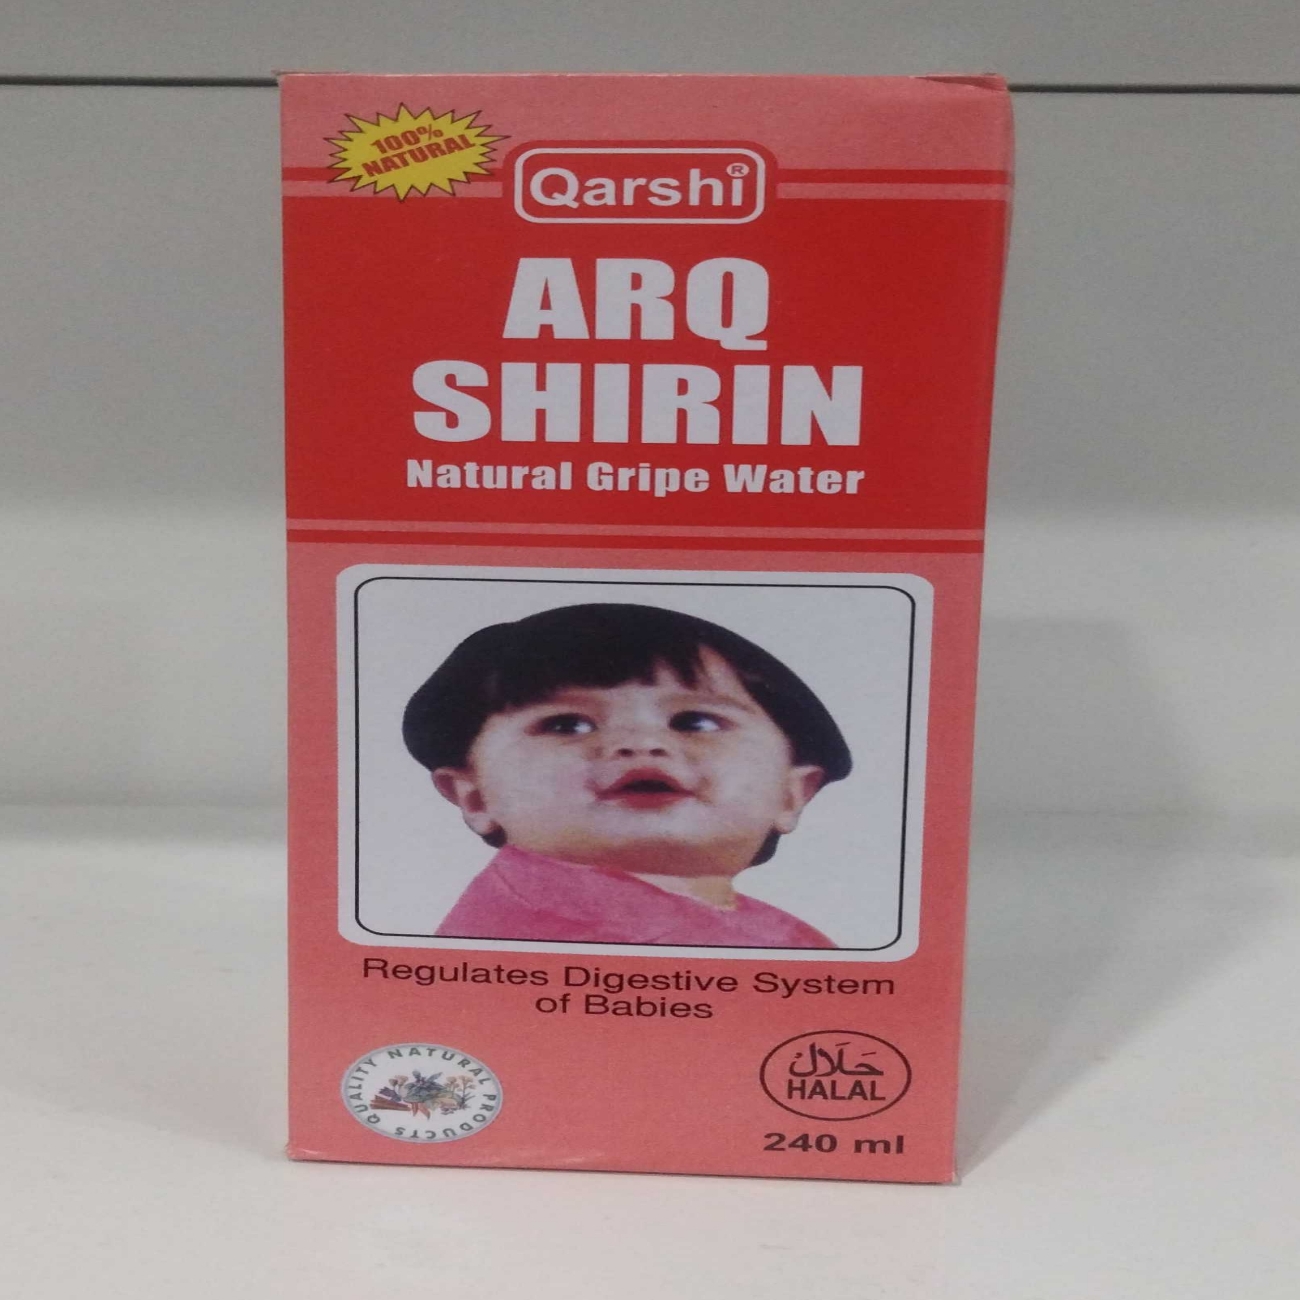 100%
NATURAL
Qarshi®
ARQ
SHIRIN
Natural Gripe Water
Regulates Digestive System
of Babies
QUALITY NATURAL PRODUCTS
حَلَالْ
HALAL
240 ml